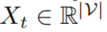 X_t ∈ ℝ^{|𝒱|}